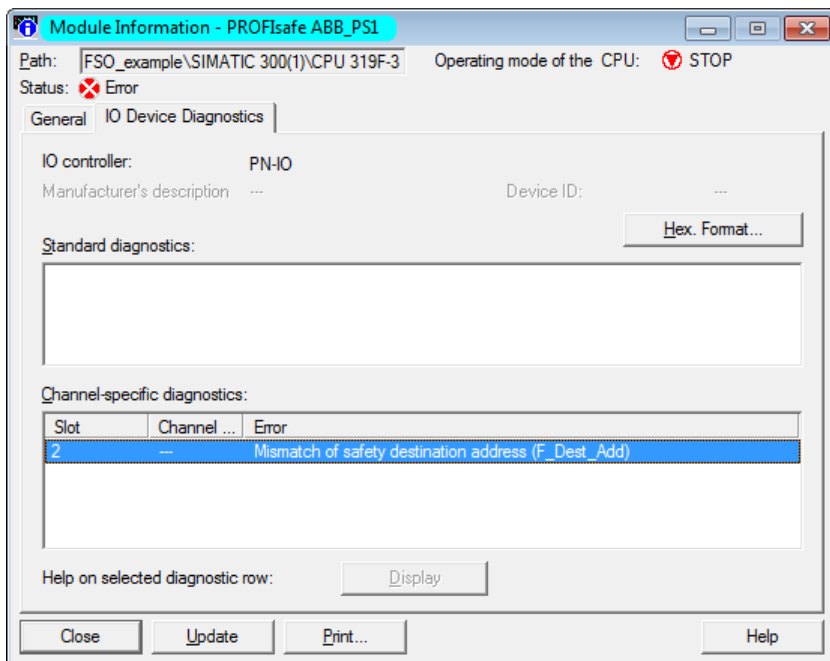 Module Information - PROFIsafe ABB_PS1
Path: FSO_example\SIMATIC 300(1)\CPU 319F-3 Operating mode of the CPU: STOP
Status: Error
General IO Device Diagnostics
IO controller: PN-IO
Manufacturer's description --- Device ID: ---
Hex. Format...
Standard diagnostics:
Channel-specific diagnostics:
Slot Channel ... Error
2 --- Mismatch of safety destination address (F_Dest_Add)
Help on selected diagnostic row: Display
Close Update Print... Help